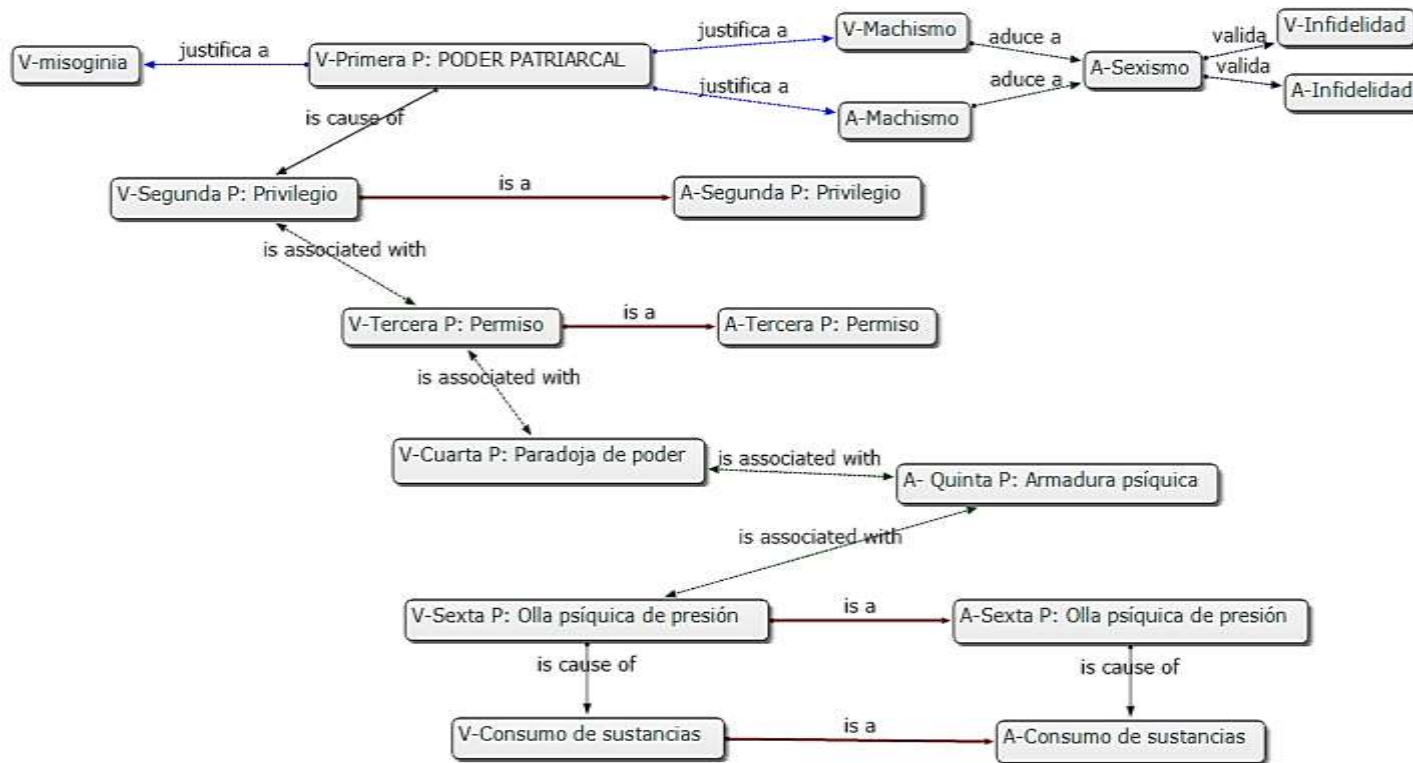 V-misoginia
justifica a
V-Primera P: PODER PATRIARCAL
justifica a
V-Machismo
aduce a
A-Sexismo
valida
V-Infidelidad
justifica a
A-Machismo
aduce a
valida
A-Infidelidad
is cause of
V-Segunda P: Privilegio
is a
A-Segunda P: Privilegio
is associated with
V-Tercera P: Permiso
is a
A-Tercera P: Permiso
is associated with
V-Cuarta P: Paradoja de poder
is associated with
A- Quinta P: Armadura psíquica
is associated with
V-Sexta P: Olla psíquica de presión
is a
A-Sexta P: Olla psíquica de presión
is cause of
is cause of
V-Consumo de sustancias
is a
A-Consumo de sustancias